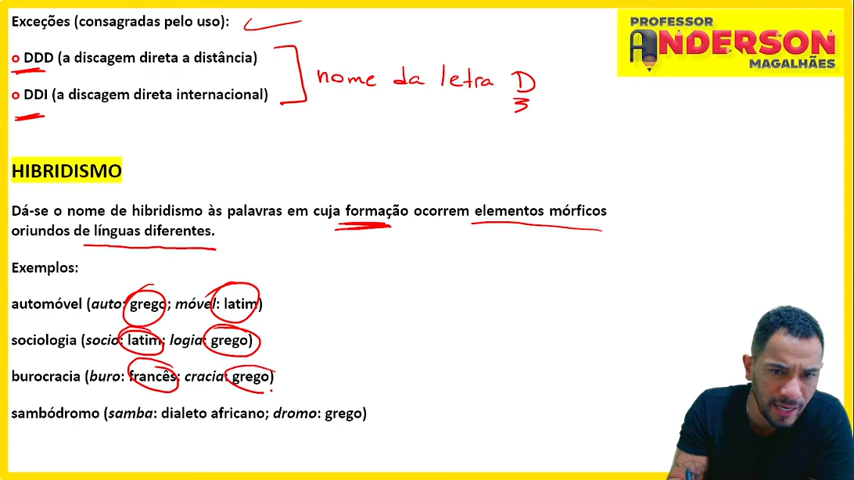 Exceções (consagradas pelo uso):
o DDD (a discagem direta a distância)
o DDI (a discagem direta internacional)
nome da letra D
3
PROFESSOR
ANDERSON
MAGALHÃES
HIBRIDISMO
Dá-se o nome de hibridismo às palavras em cuja formação ocorrem elementos mórficos
oriundos de línguas diferentes.
Exemplos:
automóvel (auto: grego; móvel: latim)
sociologia (socio: latim; logia: grego)
burocracia (buro: francês; cracia: grego)
sambódromo (samba: dialeto africano; dromo: grego)